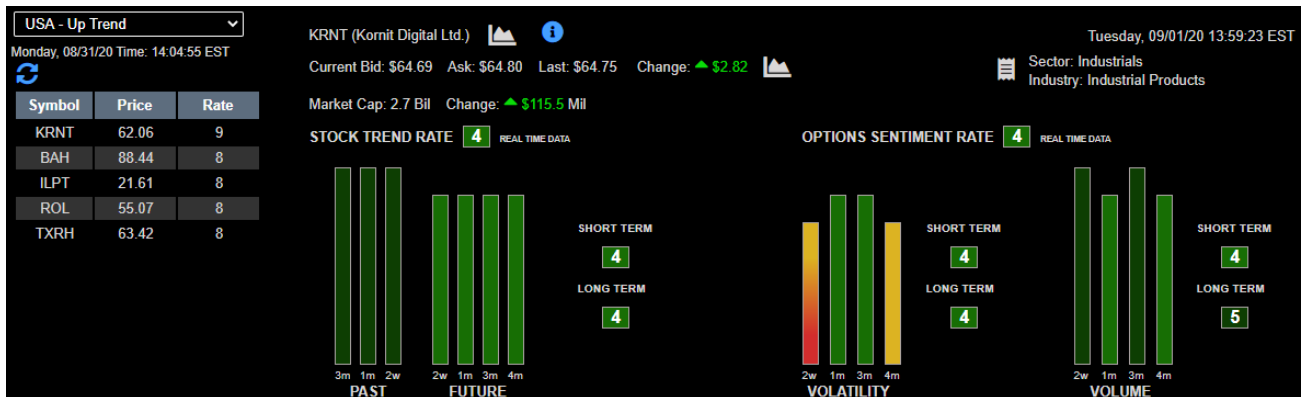 USA - Up Trend
Monday, 08/31/20 Time: 14:04:55 EST
Symbol Price Rate
KRNT 62.06 9
BAH 88.44 8
ILPT 21.61 8
ROL 55.07 8
TXRH 63.42 8
KRNT (Kornit Digital Ltd.)
Tuesday, 09/01/20 13:59:23 EST
Current Bid: $64.69 Ask: $64.80 Last: $64.75 Change: $2.82
Sector: Industrials
Industry: Industrial Products
Market Cap: 2.7 Bil Change: $115.5 Mil
STOCK TREND RATE 4 REAL TIME DATA
3m 1m 2w 2w 1m 3m 4m
PAST FUTURE
SHORT TERM
4
LONG TERM
4
OPTIONS SENTIMENT RATE 4 REAL TIME DATA
2w 1m 3m 4m
VOLATILITY
SHORT TERM
4
LONG TERM
4
2w 1m 3m 4m
VOLUME
SHORT TERM
4
LONG TERM
5